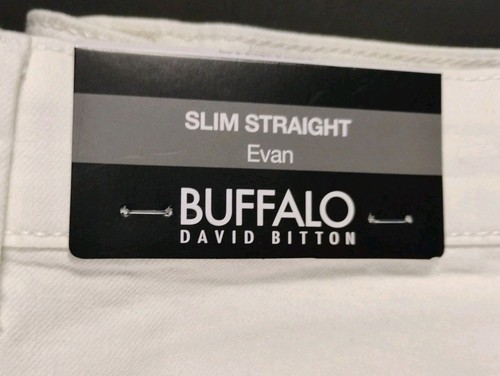 SLIM STRAIGHT
Evan
BUFFALO
DAVID BITTON